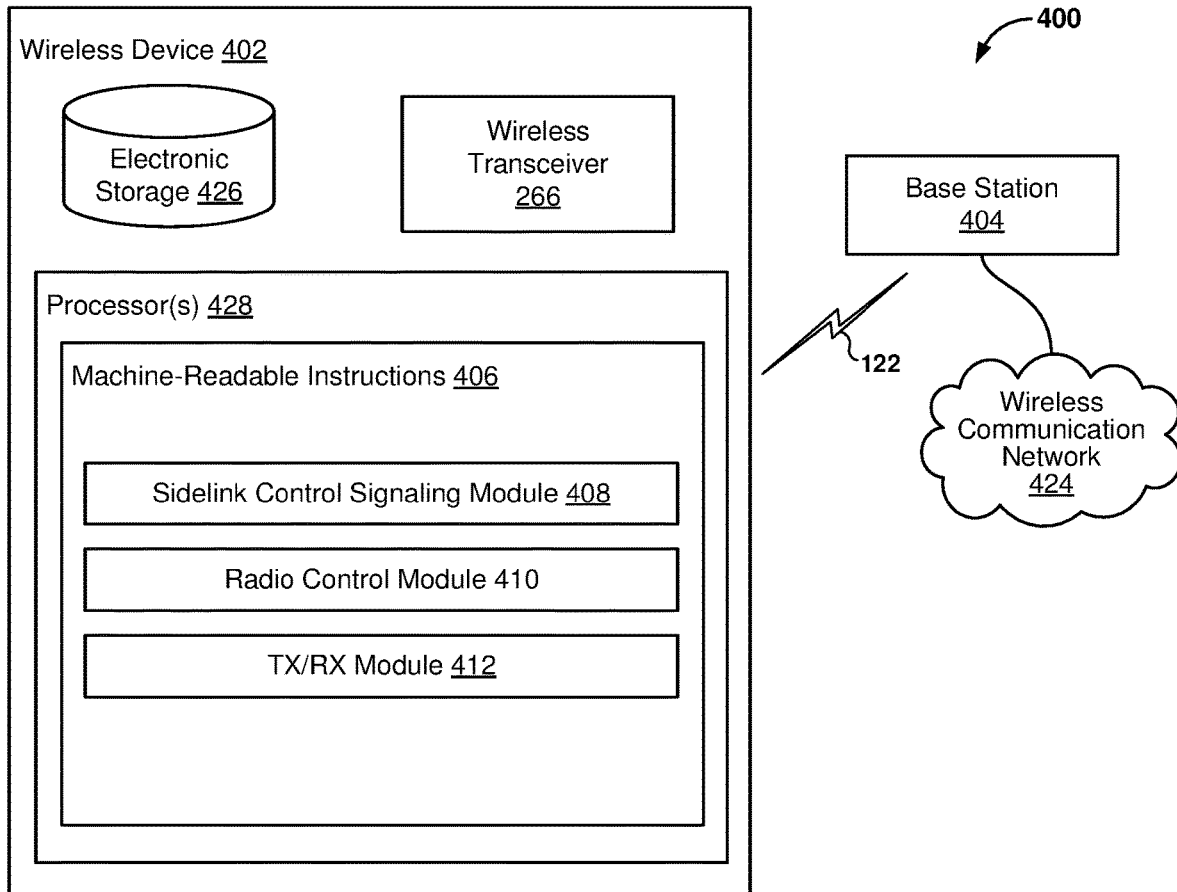 400
Wireless Device 402
Electronic
Storage 426
Wireless
Transceiver
266
Base Station
404
Processor(s) 428
122
Machine-Readable Instructions 406
Wireless
Communication
Network
424
Sidelink Control Signaling Module 408
Radio Control Module 410
TX/RX Module 412